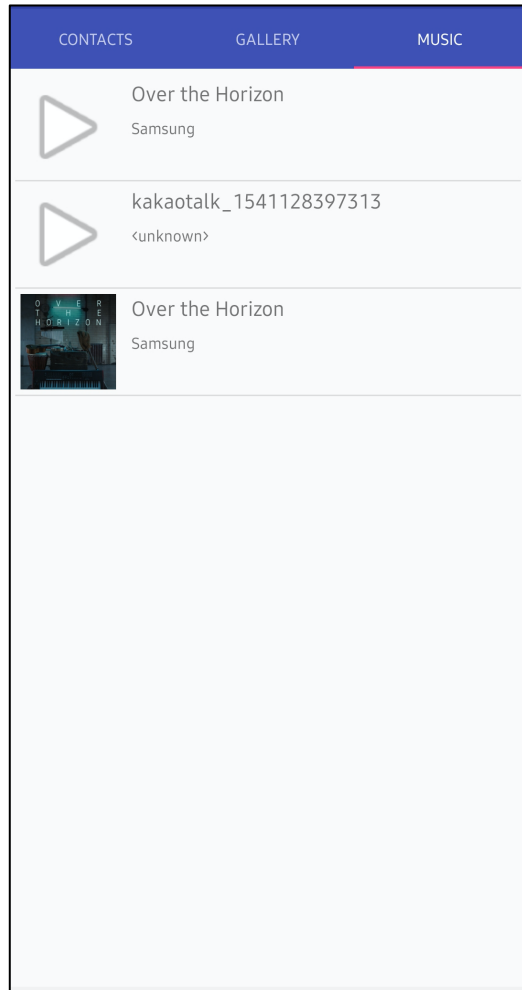 CONTACTS GALLERY MUSIC
Over the Horizon
Samsung
kakaotalk_1541128397313
<unknown>
OVER
THE
HORIZON
Over the Horizon
Samsung